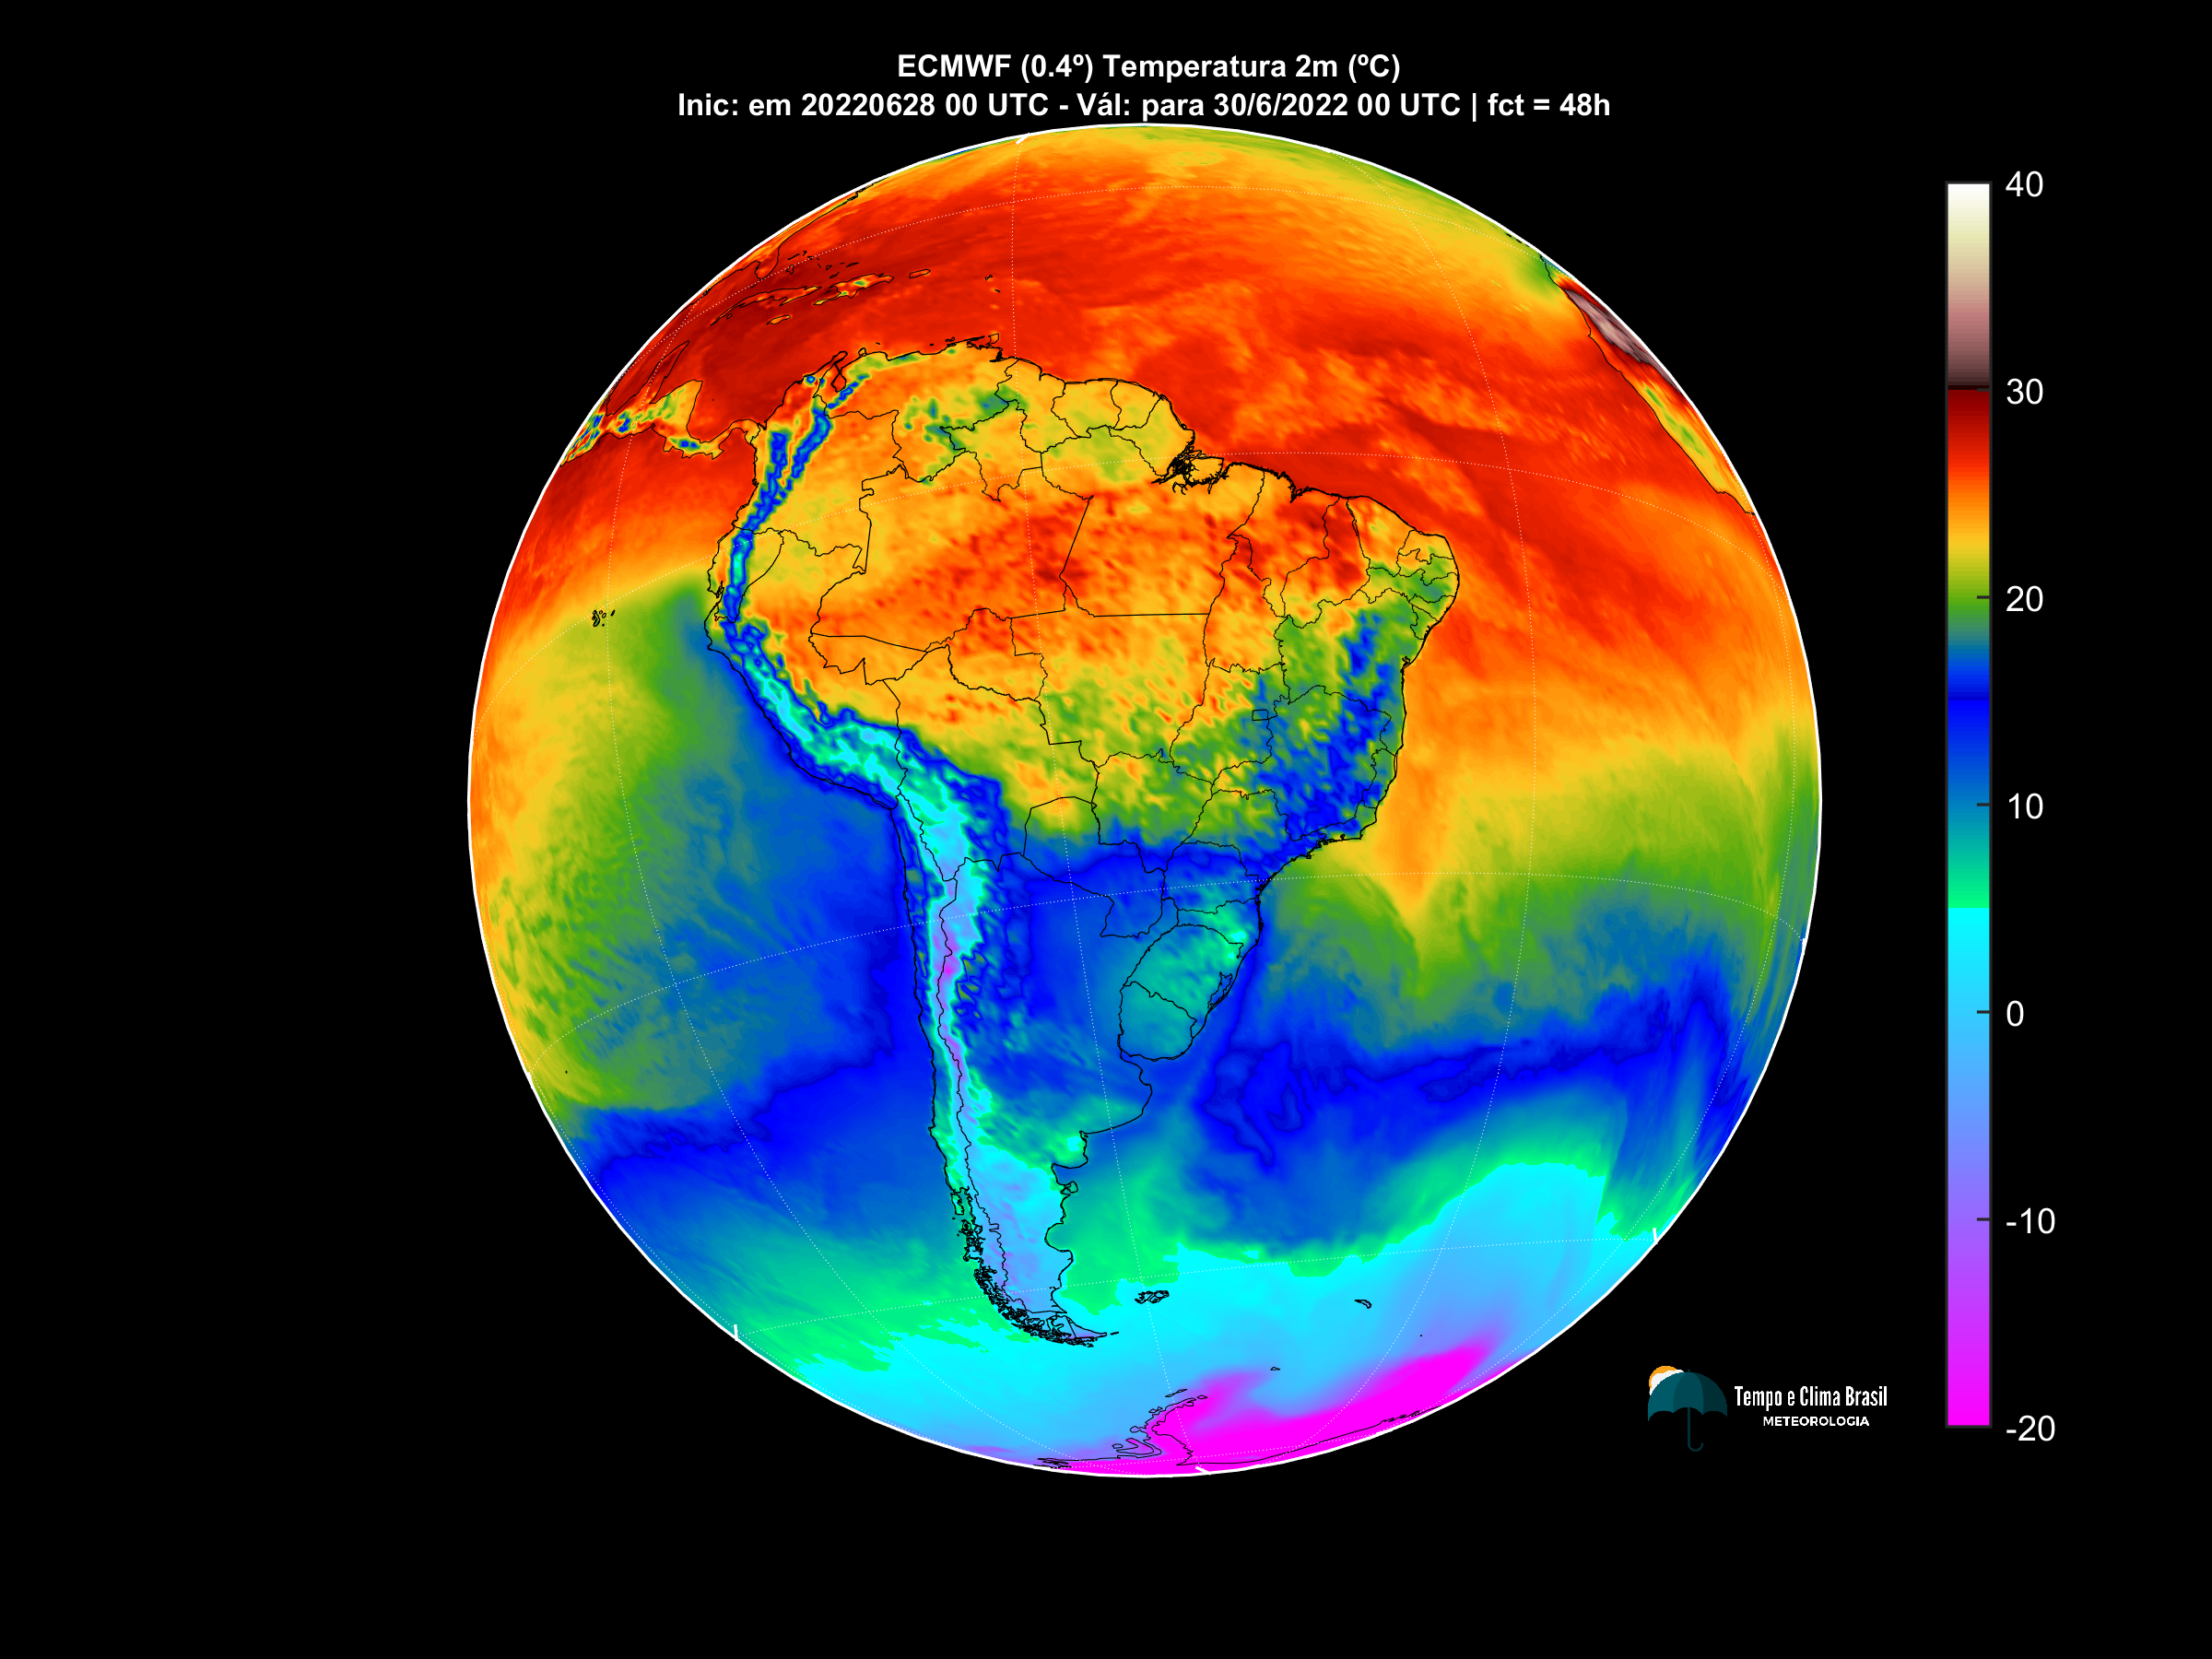 ECMWF (0.4º) Temperatura 2m (ºC)
Inic: em 20220628 00 UTC - Vál: para 30/6/2022 00 UTC | fct = 48h
40
30
20
10
0
-10
-20
Tempo e Clima Brasil
METEOROLOGIA